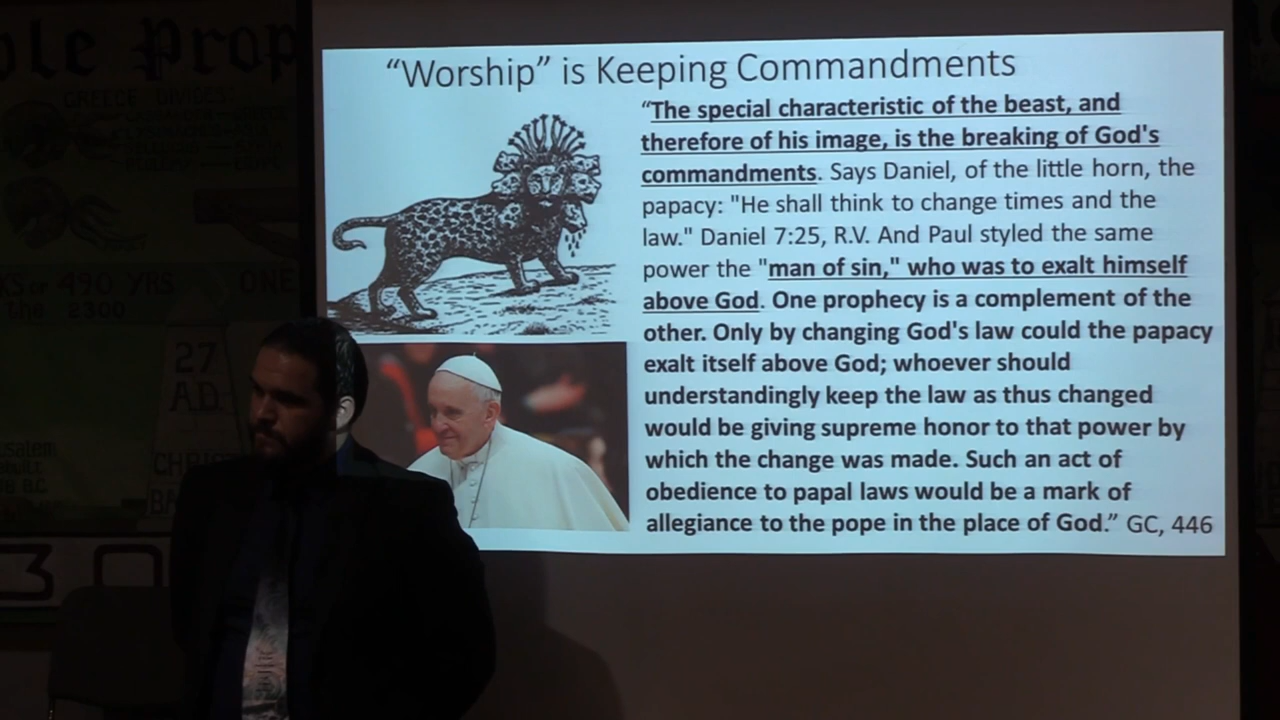 ble Prop
GREECE DIVIDES
490 YRS
ONE
2300
27
A.D.
"Worship" is Keeping Commandments
"The special characteristic of the beast, and
therefore of his image, is the breaking of God's
commandments. Says Daniel, of the little horn, the
papacy: "He shall think to change times and the
law." Daniel 7:25, R.V. And Paul styled the same
power the "man of sin," who was to exalt himself
above God. One prophecy is a complement of the
other. Only by changing God's law could the papacy
exalt itself above God; whoever should
understandingly keep the law as thus changed
would be giving supreme honor to that power by
which the change was made. Such an act of
obedience to papal laws would be a mark of
allegiance to the pope in the place of God." GC, 446